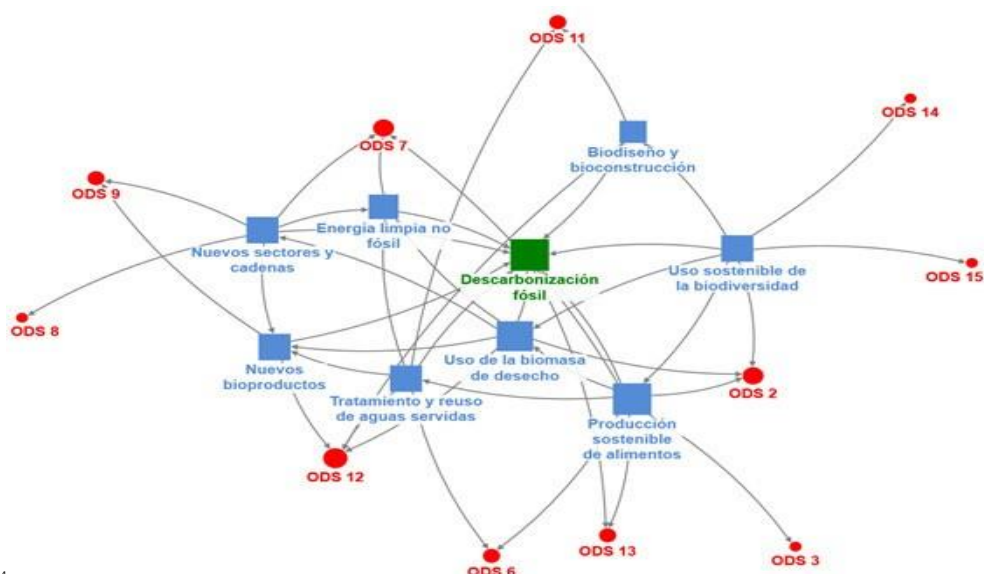 ODS 11
ODS 14
ODS 7
Biodiseño y
bioconstrucción
ODS 9
Energía limpia no
fósil
Nuevos sectores y
cadenas
Descarbonización
fósil
Uso sostenible de
la biodiversidad
ODS 15
ODS 8
Nuevos
bioproductos
Uso de la biomasa
de desecho
Tratamiento y reuso
de aguas servidas
ODS 2
Producción
sostenible
de alimentos
ODS 12
ODS 13
ODS 3
ODS 6